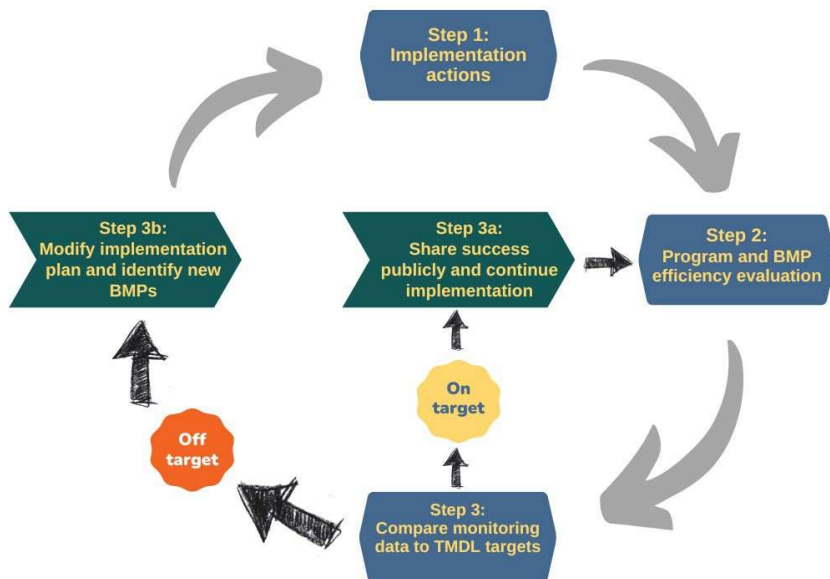 Step 1:
Implementation
actions
Step 2:
Program and BMP
efficiency evaluation
Step 3:
Compare monitoring
data to TMDL targets
On
target
Step 3a:
Share success
publicly and continue
implementation
Off
target
Step 3b:
Modify implementation
plan and identify new
BMPs